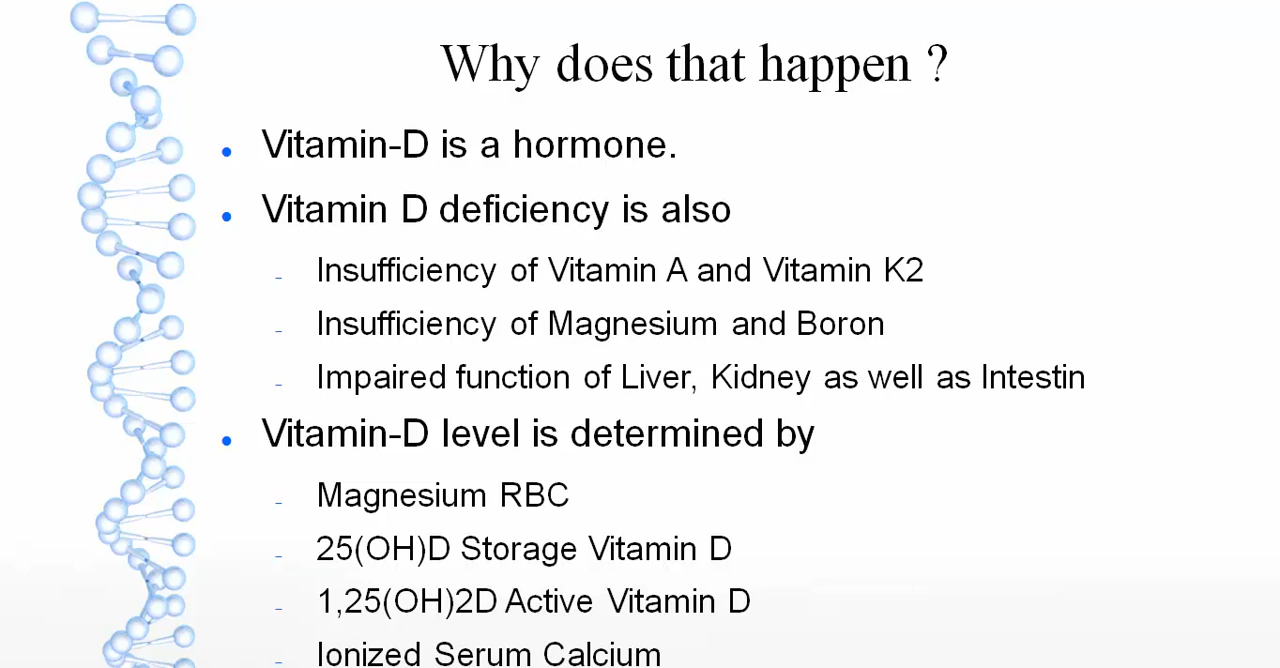 Why does that happen ?
Vitamin-D is a hormone.
Vitamin D deficiency is also
Insufficiency of Vitamin A and Vitamin K2
Insufficiency of Magnesium and Boron
Impaired function of Liver, Kidney as well as Intestin
Vitamin-D level is determined by
Magnesium RBC
25(OH)D Storage Vitamin D
1,25(OH)2D Active Vitamin D
Ionized Serum Calcium